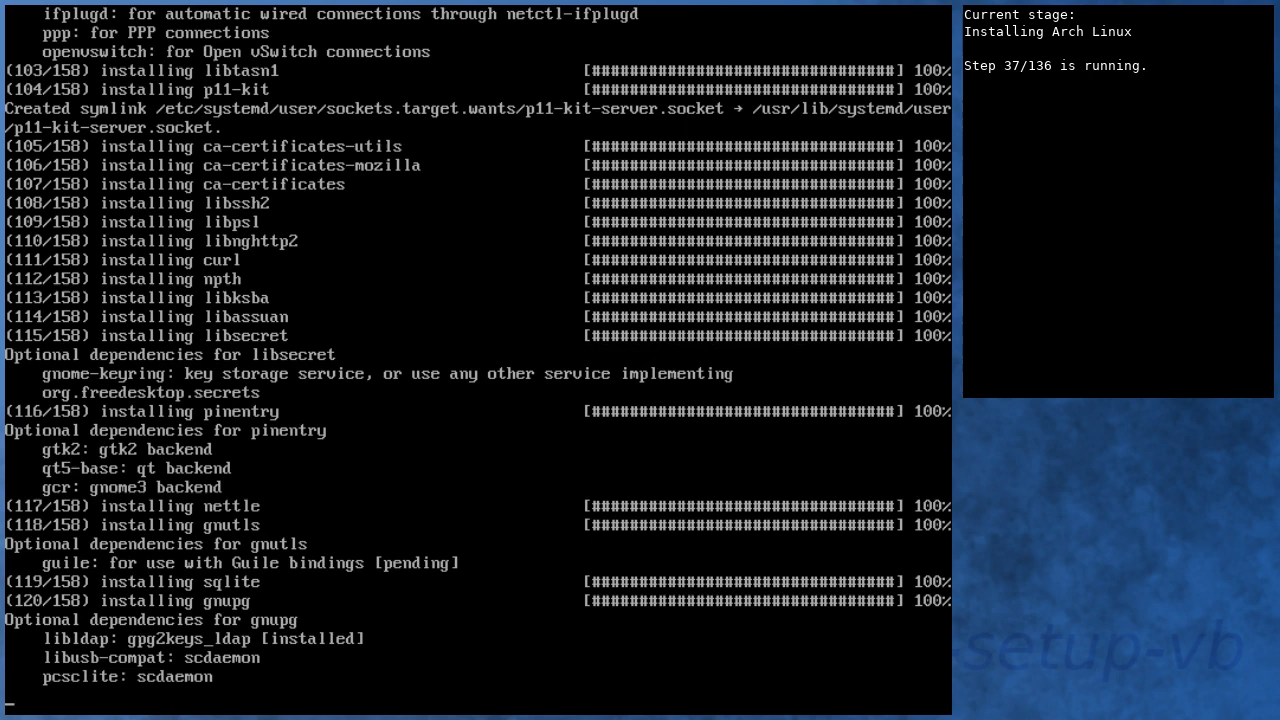 ifplugd: for automatic wired connections through netctl-ifplugd
ppp: for PPP connections
openvswitch: for Open vSwitch connections
(103/158) installing libtasn1 [################################] 100%
(104/158) installing p11-kit [################################] 100%
Created symlink /etc/systemd/user/sockets.target.wants/p11-kit-server.socket → /usr/lib/systemd/user
/p11-kit-server.socket.
(105/158) installing ca-certificates-utils [################################] 100%
(106/158) installing ca-certificates-mozilla [################################] 100%
(107/158) installing ca-certificates [################################] 100%
(108/158) installing libssh2 [################################] 100%
(109/158) installing libpsl [################################] 100%
(110/158) installing libnghttp2 [################################] 100%
(111/158) installing curl [################################] 100%
(112/158) installing npth [################################] 100%
(113/158) installing libksba [################################] 100%
(114/158) installing libassuan [################################] 100%
(115/158) installing libsecret [################################] 100%
Optional dependencies for libsecret
gnome-keyring: key storage service, or use any other service implementing
org.freedesktop.secrets
(116/158) installing pinentry [################################] 100%
Optional dependencies for pinentry
gtk2: gtk2 backend
qt5-base: qt backend
gcr: gnome3 backend
(117/158) installing nettle [################################] 100%
(118/158) installing gnutls [################################] 100%
Optional dependencies for gnutls
guile: for use with Guile bindings [pending]
(119/158) installing sqlite [################################] 100%
(120/158) installing gnupg [################################] 100%
Optional dependencies for gnupg
libldap: gpg2keys_ldap [installed]
libusb-compat: scdaemon
pcsclite: scdaemon
_
Current stage:
Installing Arch Linux
Step 37/136 is running.
-setup-vb